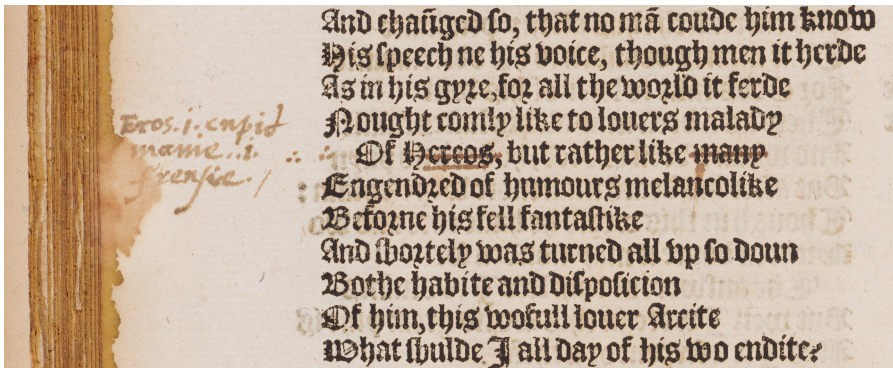 And chaūged so, that no mā coude him know
His speech ne his voice, though men it herde
As in his gyre, for all the world it ferde
Nought comly like to louers malady
Of Hereos, but rather like many
Engendred of humours melancolike
Beforne his fell fantastike
And shortely was turned all vp so doun
Bothe habite and disposicion
Of him, this wofull louer Arcite
What shulde I all day of his wo endite?
Eros .i. cupid
manie .. i.
frensie . /